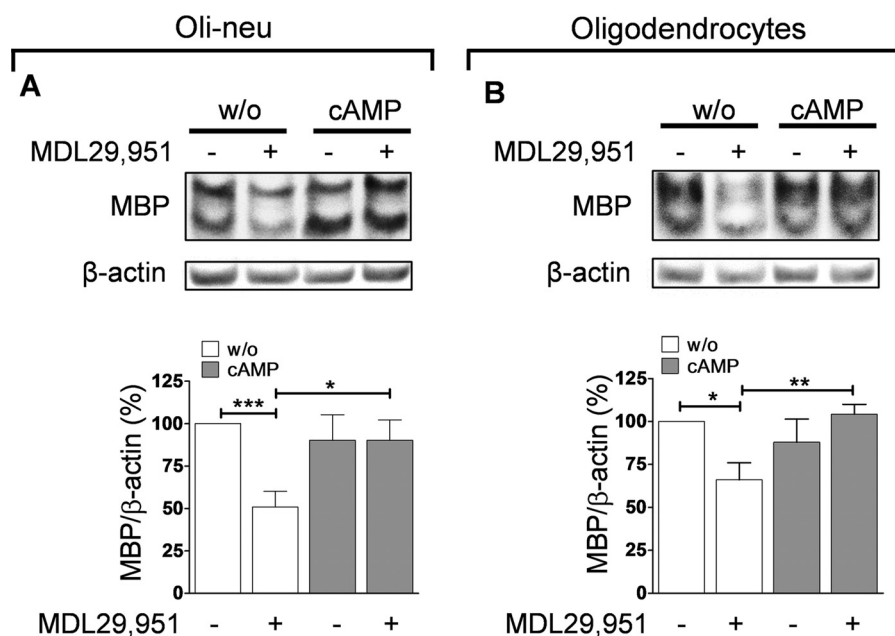 Oli-neu
A
w/o cAMP
MDL29,951 - + - +
MBP
β-actin
w/o
cAMP
MBP/β-actin (%)
125
100
75
50
25
0
***
*
MDL29,951 - + - +
Oligodendrocytes
B
w/o cAMP
MDL29,951 - + - +
MBP
β-actin
w/o
cAMP
MBP/β-actin (%)
125
100
75
50
25
0
*
**
MDL29,951 - + - +